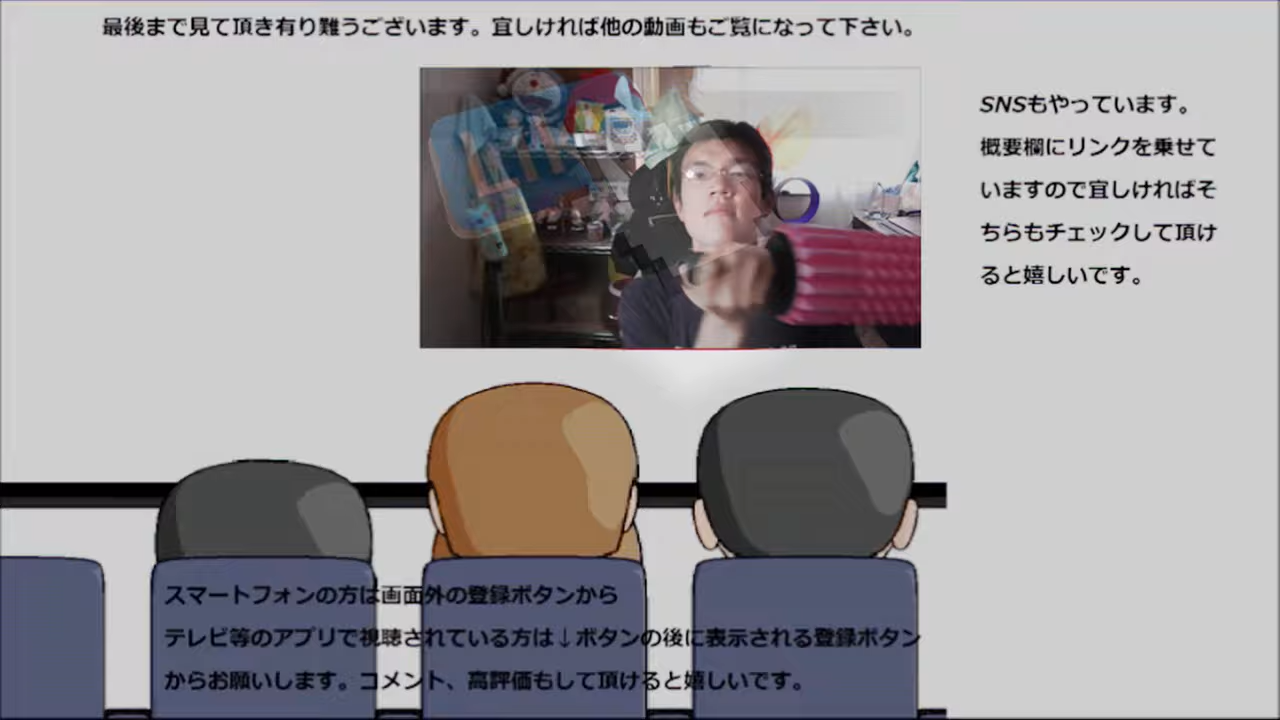 最後まで見て頂き有り難うございます。宜しければ他の動画もご覧になって下さい。
SNSもやっています。
概要欄にリンクを乗せて
いますので宜しければそ
ちらもチェックして頂け
ると嬉しいです。
スマートフォンの方は画面外の登録ボタンから
テレビ等のアプリで視聴されている方は↓ボタンの後に表示される登録ボタン
からお願いします。コメント、高評価もして頂けると嬉しいです。